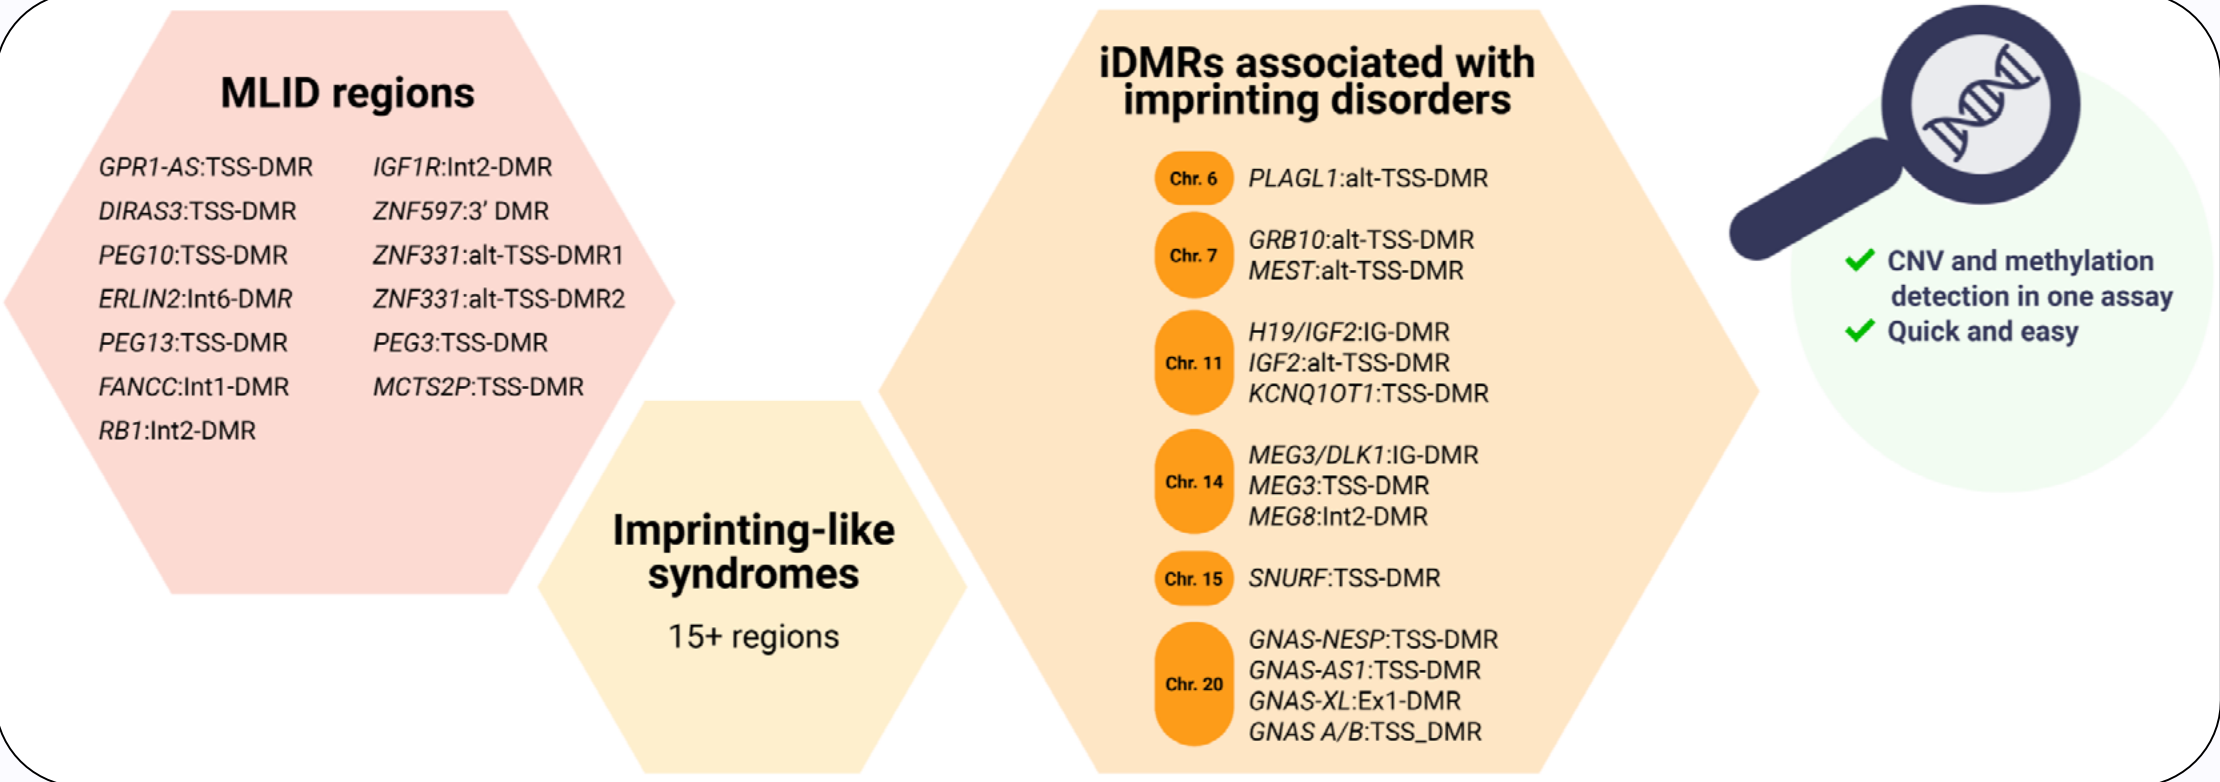 MLID regions
GPR1-AS:TSS-DMR
DIRAS3:TSS-DMR
PEG10:TSS-DMR
ERLIN2:Int6-DMR
PEG13:TSS-DMR
FANCC:Int1-DMR
RB1:Int2-DMR
IGF1R:Int2-DMR
ZNF597:3’ DMR
ZNF331:alt-TSS-DMR1
ZNF331:alt-TSS-DMR2
PEG3:TSS-DMR
MCTS2P:TSS-DMR
Imprinting-like
syndromes
15+ regions
iDMRs associated with
imprinting disorders
Chr. 6
PLAGL1:alt-TSS-DMR
Chr. 7
GRB10:alt-TSS-DMR
MEST:alt-TSS-DMR
Chr. 11
H19/IGF2:IG-DMR
IGF2:alt-TSS-DMR
KCNQ1OT1:TSS-DMR
Chr. 14
MEG3/DLK1:IG-DMR
MEG3:TSS-DMR
MEG8:Int2-DMR
Chr. 15
SNURF:TSS-DMR
Chr. 20
GNAS-NESP:TSS-DMR
GNAS-AS1:TSS-DMR
GNAS-XL:Ex1-DMR
GNAS A/B:TSS_DMR
CNV and methylation
detection in one assay
Quick and easy